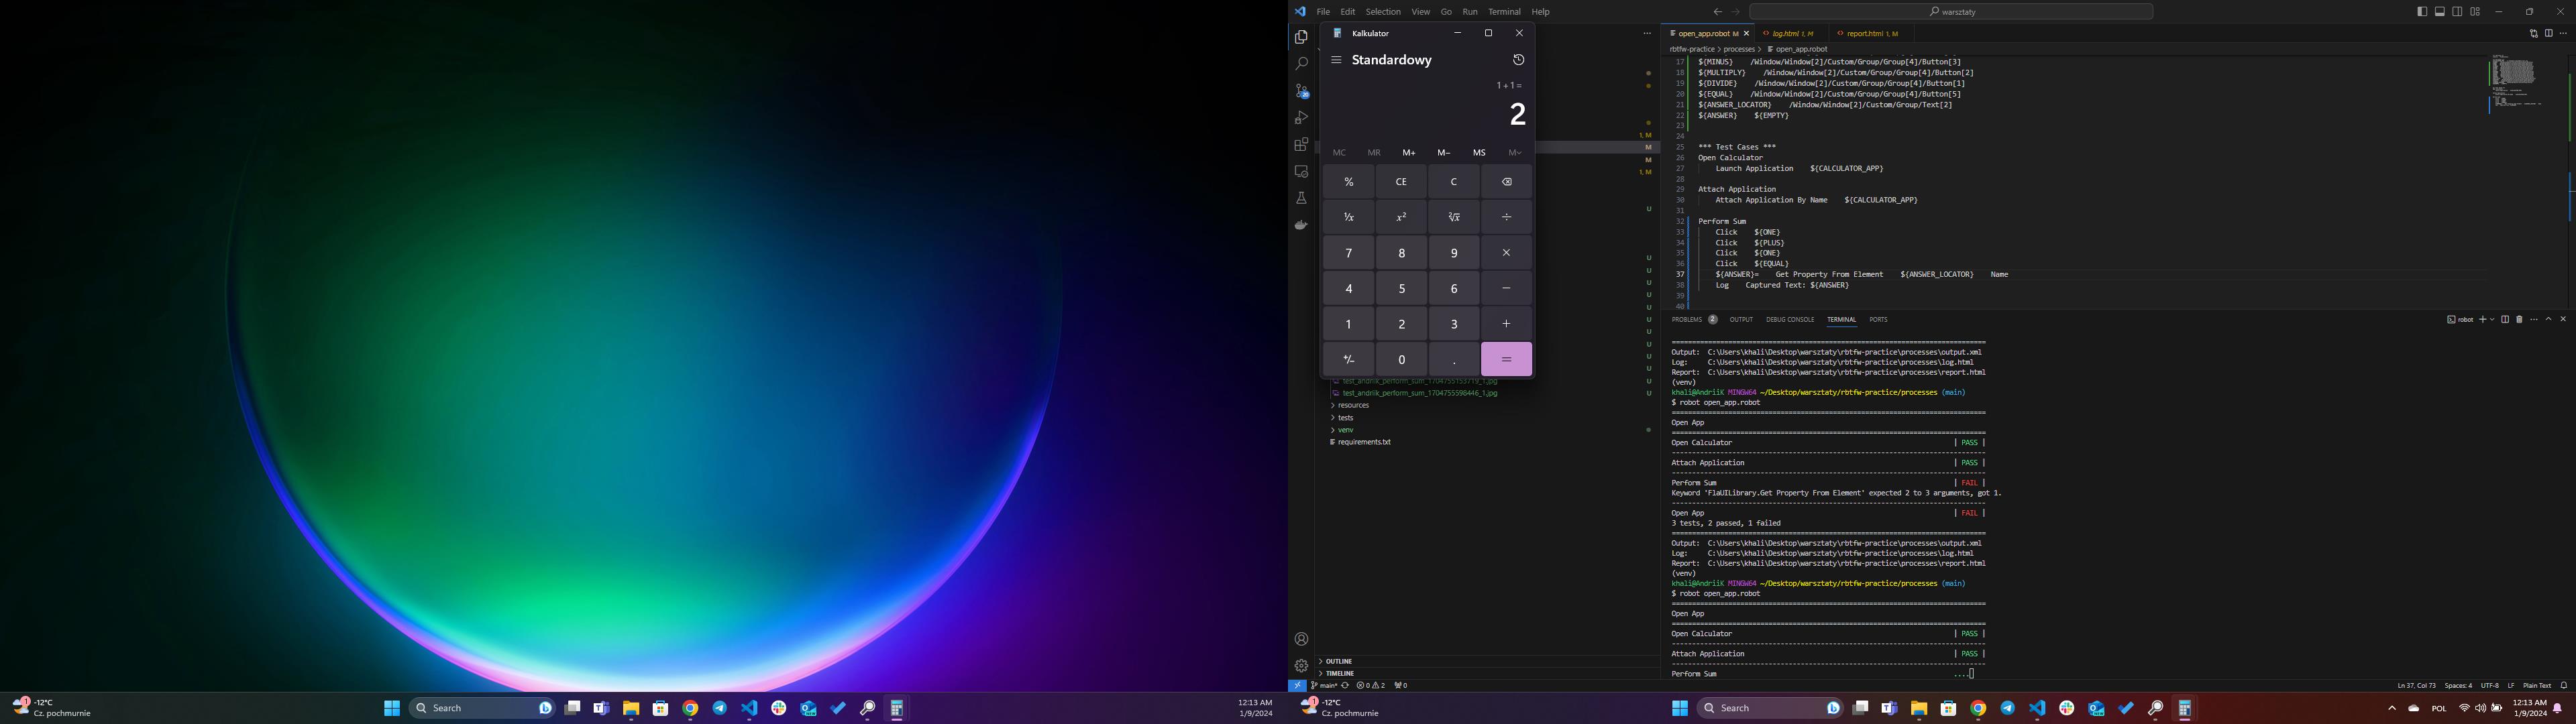 File Edit Selection View Go Run Terminal Help
warsztaty
Kalkulator
Standardowy
1 + 1 =
2
MC MR M+ M− MS M
% CE C
¹⁄x x² ²√x ÷
7 8 9 ×
4 5 6 −
1 2 3 +
+/− 0 . =
1, M
M
M
1, M
U
U
U
U
U
U
U
U
U
U
U
U
U
test_andriik_perform_sum_1704755153719_1.jpg
test_andriik_perform_sum_1704755598446_1.jpg
resources
tests
venv
requirements.txt
OUTLINE
TIMELINE
open_app.robot M
log.html 1, M
report.html 1, M
rbtfw-practice > processes > open_app.robot
17 ${MINUS} /Window/Window[2]/Custom/Group/Group[4]/Button[3]
18 ${MULTIPLY} /Window/Window[2]/Custom/Group/Group[4]/Button[2]
19 ${DIVIDE} /Window/Window[2]/Custom/Group/Group[4]/Button[1]
20 ${EQUAL} /Window/Window[2]/Custom/Group/Group[4]/Button[5]
21 ${ANSWER_LOCATOR} /Window/Window[2]/Custom/Group/Text[2]
22 ${ANSWER} ${EMPTY}
23
24
25 *** Test Cases ***
26 Open Calculator
27 Launch Application ${CALCULATOR_APP}
28
29 Attach Application
30 Attach Application By Name ${CALCULATOR_APP}
31
32 Perform Sum
33 Click ${ONE}
34 Click ${PLUS}
35 Click ${ONE}
36 Click ${EQUAL}
37 ${ANSWER}= Get Property From Element ${ANSWER_LOCATOR} Name
38 Log Captured Text: ${ANSWER}
39
40
PROBLEMS 2 OUTPUT DEBUG CONSOLE TERMINAL PORTS
robot
==============================================================================
Output: C:\Users\khali\Desktop\warsztaty\rbtfw-practice\processes\output.xml
Log: C:\Users\khali\Desktop\warsztaty\rbtfw-practice\processes\log.html
Report: C:\Users\khali\Desktop\warsztaty\rbtfw-practice\processes\report.html
(venv)
khali@AndriiK MINGW64 ~/Desktop/warsztaty/rbtfw-practice/processes (main)
$ robot open_app.robot
==============================================================================
Open App
==============================================================================
Open Calculator | PASS |
------------------------------------------------------------------------------
Attach Application | PASS |
------------------------------------------------------------------------------
Perform Sum | FAIL |
Keyword 'FlaUILibrary.Get Property From Element' expected 2 to 3 arguments, got 1.
------------------------------------------------------------------------------
Open App | FAIL |
3 tests, 2 passed, 1 failed
==============================================================================
Output: C:\Users\khali\Desktop\warsztaty\rbtfw-practice\processes\output.xml
Log: C:\Users\khali\Desktop\warsztaty\rbtfw-practice\processes\log.html
Report: C:\Users\khali\Desktop\warsztaty\rbtfw-practice\processes\report.html
(venv)
khali@AndriiK MINGW64 ~/Desktop/warsztaty/rbtfw-practice/processes (main)
$ robot open_app.robot
==============================================================================
Open App
==============================================================================
Open Calculator | PASS |
------------------------------------------------------------------------------
Attach Application | PASS |
------------------------------------------------------------------------------
Perform Sum ....
main* 0 2 0
Ln 37, Col 73 Spaces: 4 UTF-8 LF Plain Text
1
-12°C
Cz. pochmurnie
Search
12:13 AM
1/9/2024
1
-12°C
Cz. pochmurnie
Search
POL
12:13 AM
1/9/2024